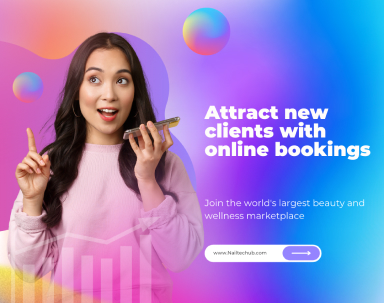 Attract new
clients with
online bookings
Join the world's largest beauty and
wellness marketplace
www.Nailtechub.com